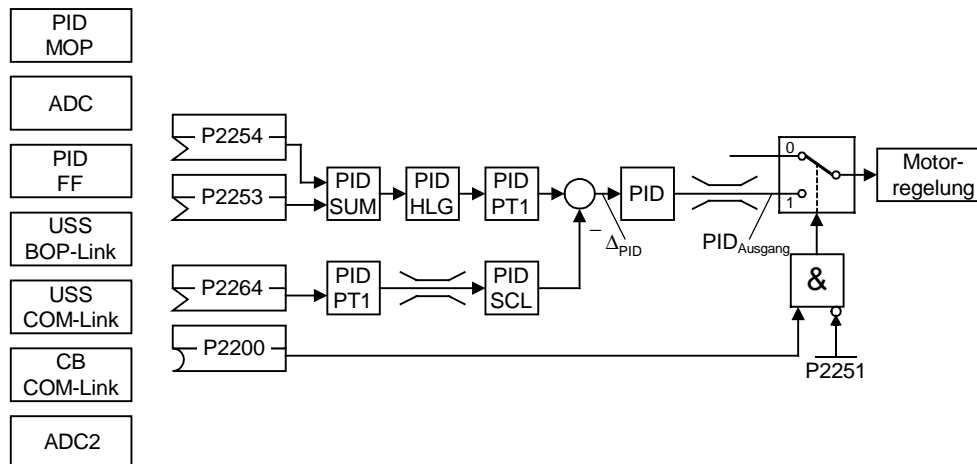 PID
MOP
ADC
PID
FF
USS
BOP-Link
USS
COM-Link
CB
COM-Link
ADC2
P2254
P2253
P2264
P2200
PID
SUM
PID
HLG
PID
PT1
PID
PT1
PID
SCL
−
ΔPID
PID
PIDAusgang
0
1
&
P2251
Motor-
regelung